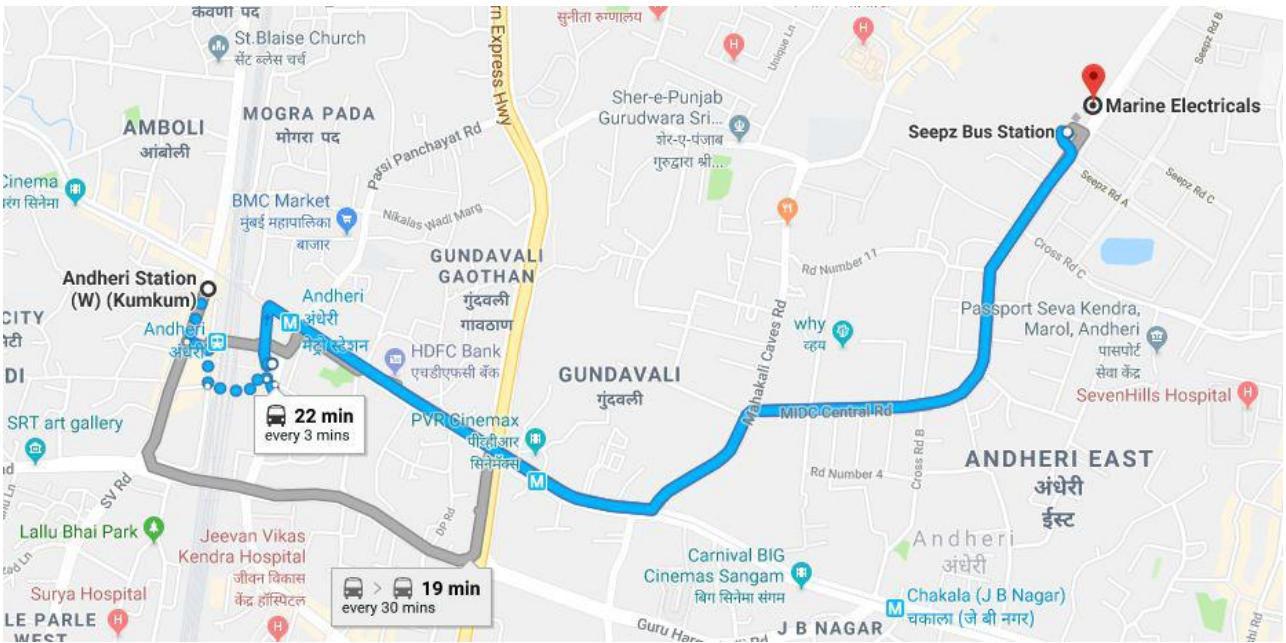 केवणी पद
सुनीता रुग्णालय
St.Blaise Church
सेंट ब्लेस चर्च
rn Express Hwy
Unique Ln
Seepz Rd B
MOGRA PADA
मोगरा पद
AMBOLI
आंबोली
Parsi Panchayat Rd
Sher-e-Punjab
Gurudwara Sri...
शेर-ए-पंजाब
गुरुद्वारा श्री...
Marine Electricals
Seepz Bus Station
Seepz Rd A
Seepz Rd C
Cinema
रंग सिनेमा
BMC Market
मुंबई महापालिका
बाजार
Nikalas Wadi Marg
GUNDAVALI
GAOTHAN
गुंदवली
गावठाण
Rd Number 11
Cross Rd C
Andheri Station
(W) (Kumkum)
Andheri
अंधेरी
मेट्रो स्टेशन
Andheri
अंधेरी
CITY
टी
DI
HDFC Bank
एचडीएफसी बँक
why
व्हय
Mahakali Caves Rd
Passport Seva Kendra,
Marol, Andheri
पासपोर्ट
सेवा केंद्र
GUNDAVALI
गुंदवली
SevenHills Hospital
MIDC Central Rd
22 min
every 3 mins
PVR Cinemax
पीव्हीआर
सिनेमॅक्स
SRT art gallery
SV Rd
Rd Number 4
Cross Rd B
ANDHERI EAST
अंधेरी
ईस्ट
Lallu Bhai Park
DP Rd
Jeevan Vikas
Kendra Hospital
जीवन विकास
केंद्र हॉस्पिटल
Andheri
अंधेरी
Carnival BIG
Cinemas Sangam
बिग सिनेमा संगम
19 min
every 30 mins
Surya Hospital
Chakala (J B Nagar)
चकाला (जे बी नगर)
LE PARLE
WEST
J B NAGAR